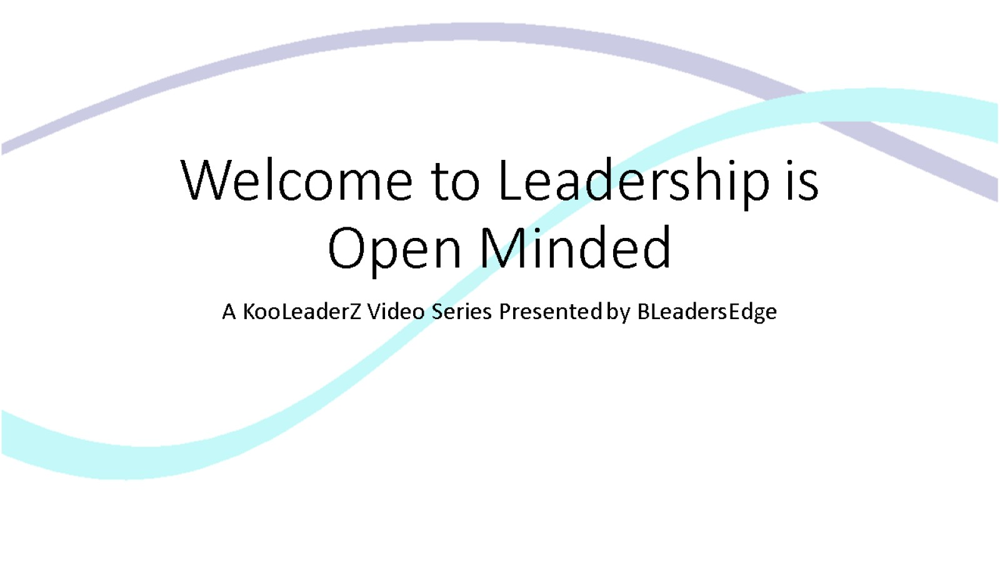 Welcome to Leadership is
Open Minded
A KooLeaderZ Video Series Presented by BLeadersEdge